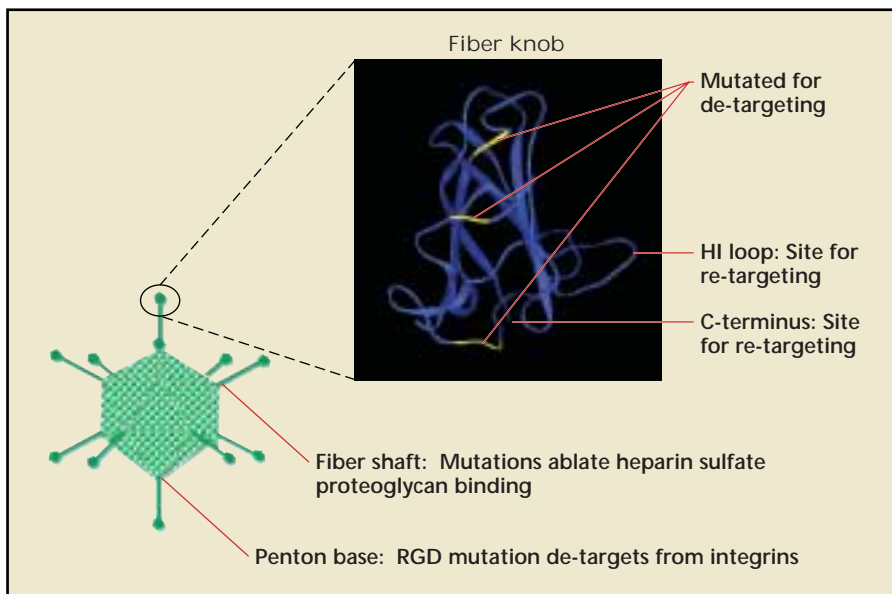 Fiber knob
Mutated for
de-targeting
HI loop: Site for
re-targeting
C-terminus: Site
for re-targeting
Fiber shaft: Mutations ablate heparin sulfate
proteoglycan binding
Penton base: RGD mutation de-targets from integrins